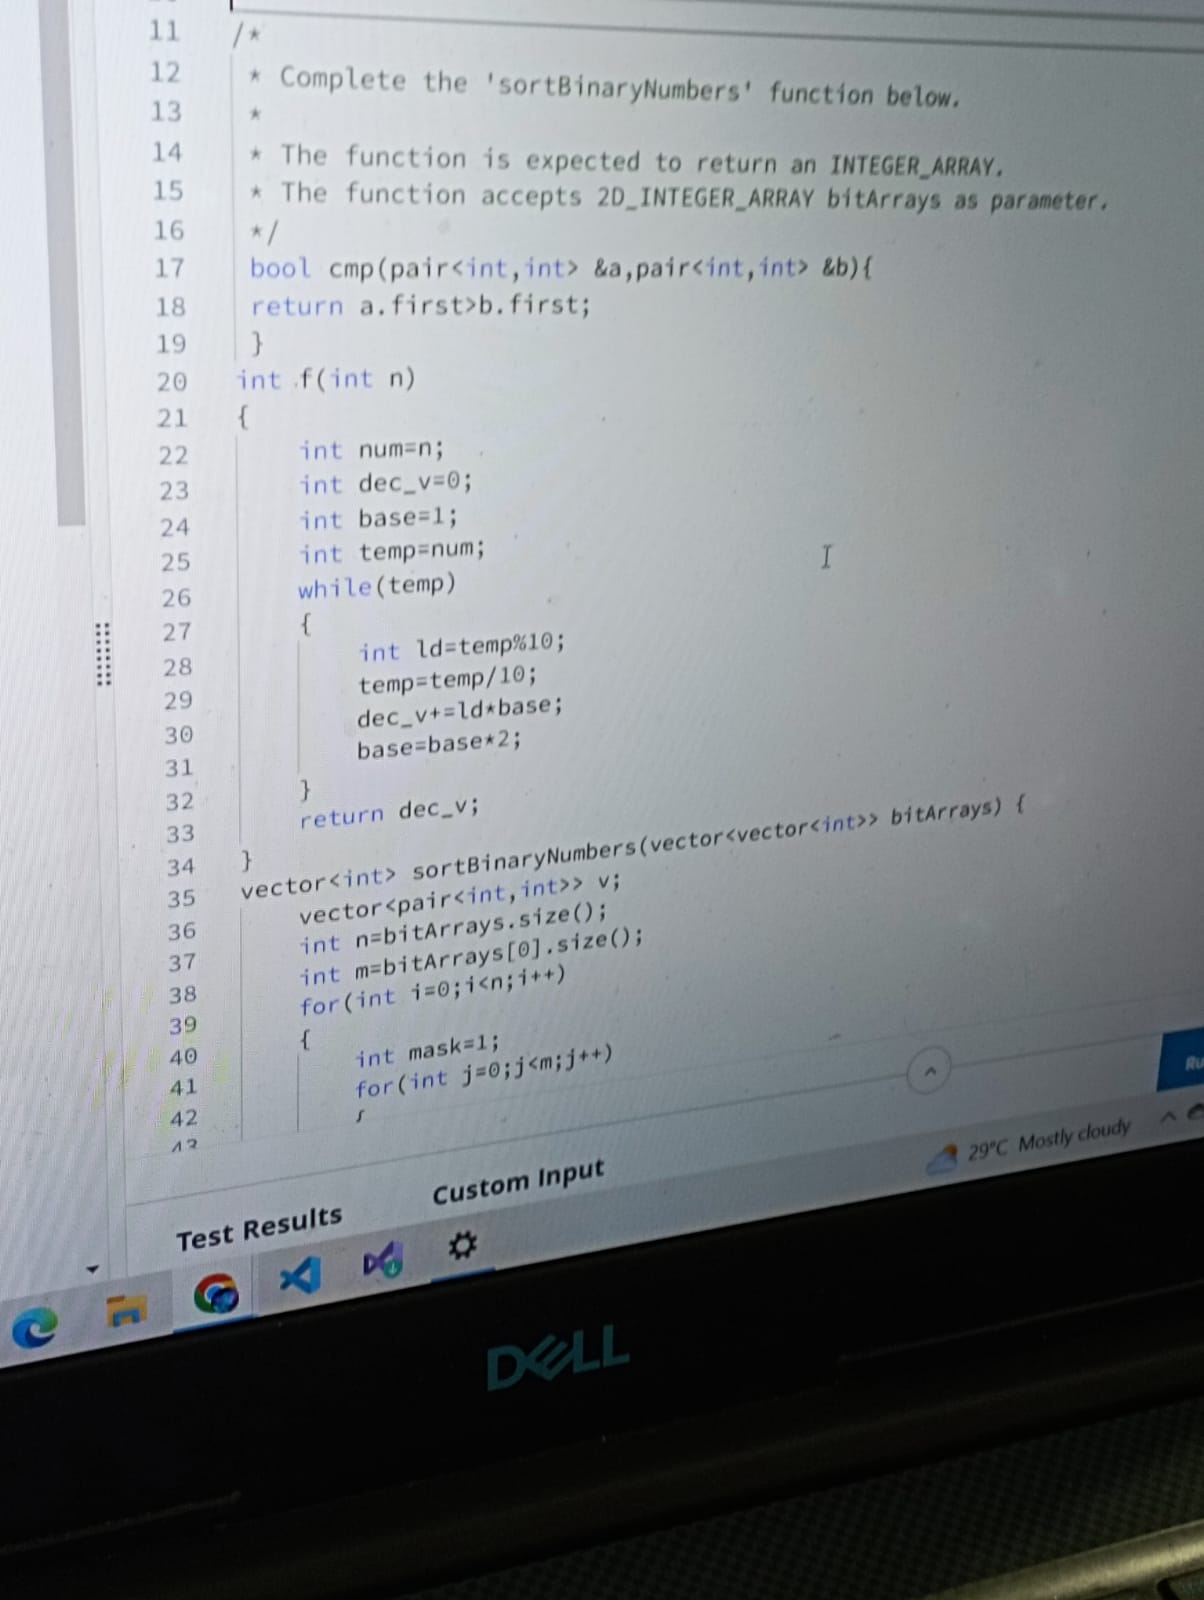 11 /*
12 * Complete the 'sortBinaryNumbers' function below.
13 *
14 * The function is expected to return an INTEGER_ARRAY.
15 * The function accepts 2D_INTEGER_ARRAY bitArrays as parameter.
16 */
17 bool cmp(pair<int,int> &a,pair<int,int> &b){
18 return a.first>b.first;
19 }
20 int f(int n)
21 {
22 int num=n;
23 int dec_v=0;
24 int base=1;
25 int temp=num;
26 while(temp)
27 {
28 int ld=temp%10;
29 temp=temp/10;
30 dec_v+=ld*base;
31 base=base*2;
32 }
33 return dec_v;
34 }
35 vector<int> sortBinaryNumbers(vector<vector<int>> bitArrays) {
36 vector<pair<int,int>> v;
37 int n=bitArrays.size();
38 int m=bitArrays[0].size();
39 for(int i=0;i<n;i++)
40 {
41 int mask=1;
42 for(int j=0;j<m;j++)
43 {
Ru
Test Results Custom Input
29°C Mostly cloudy
DELL